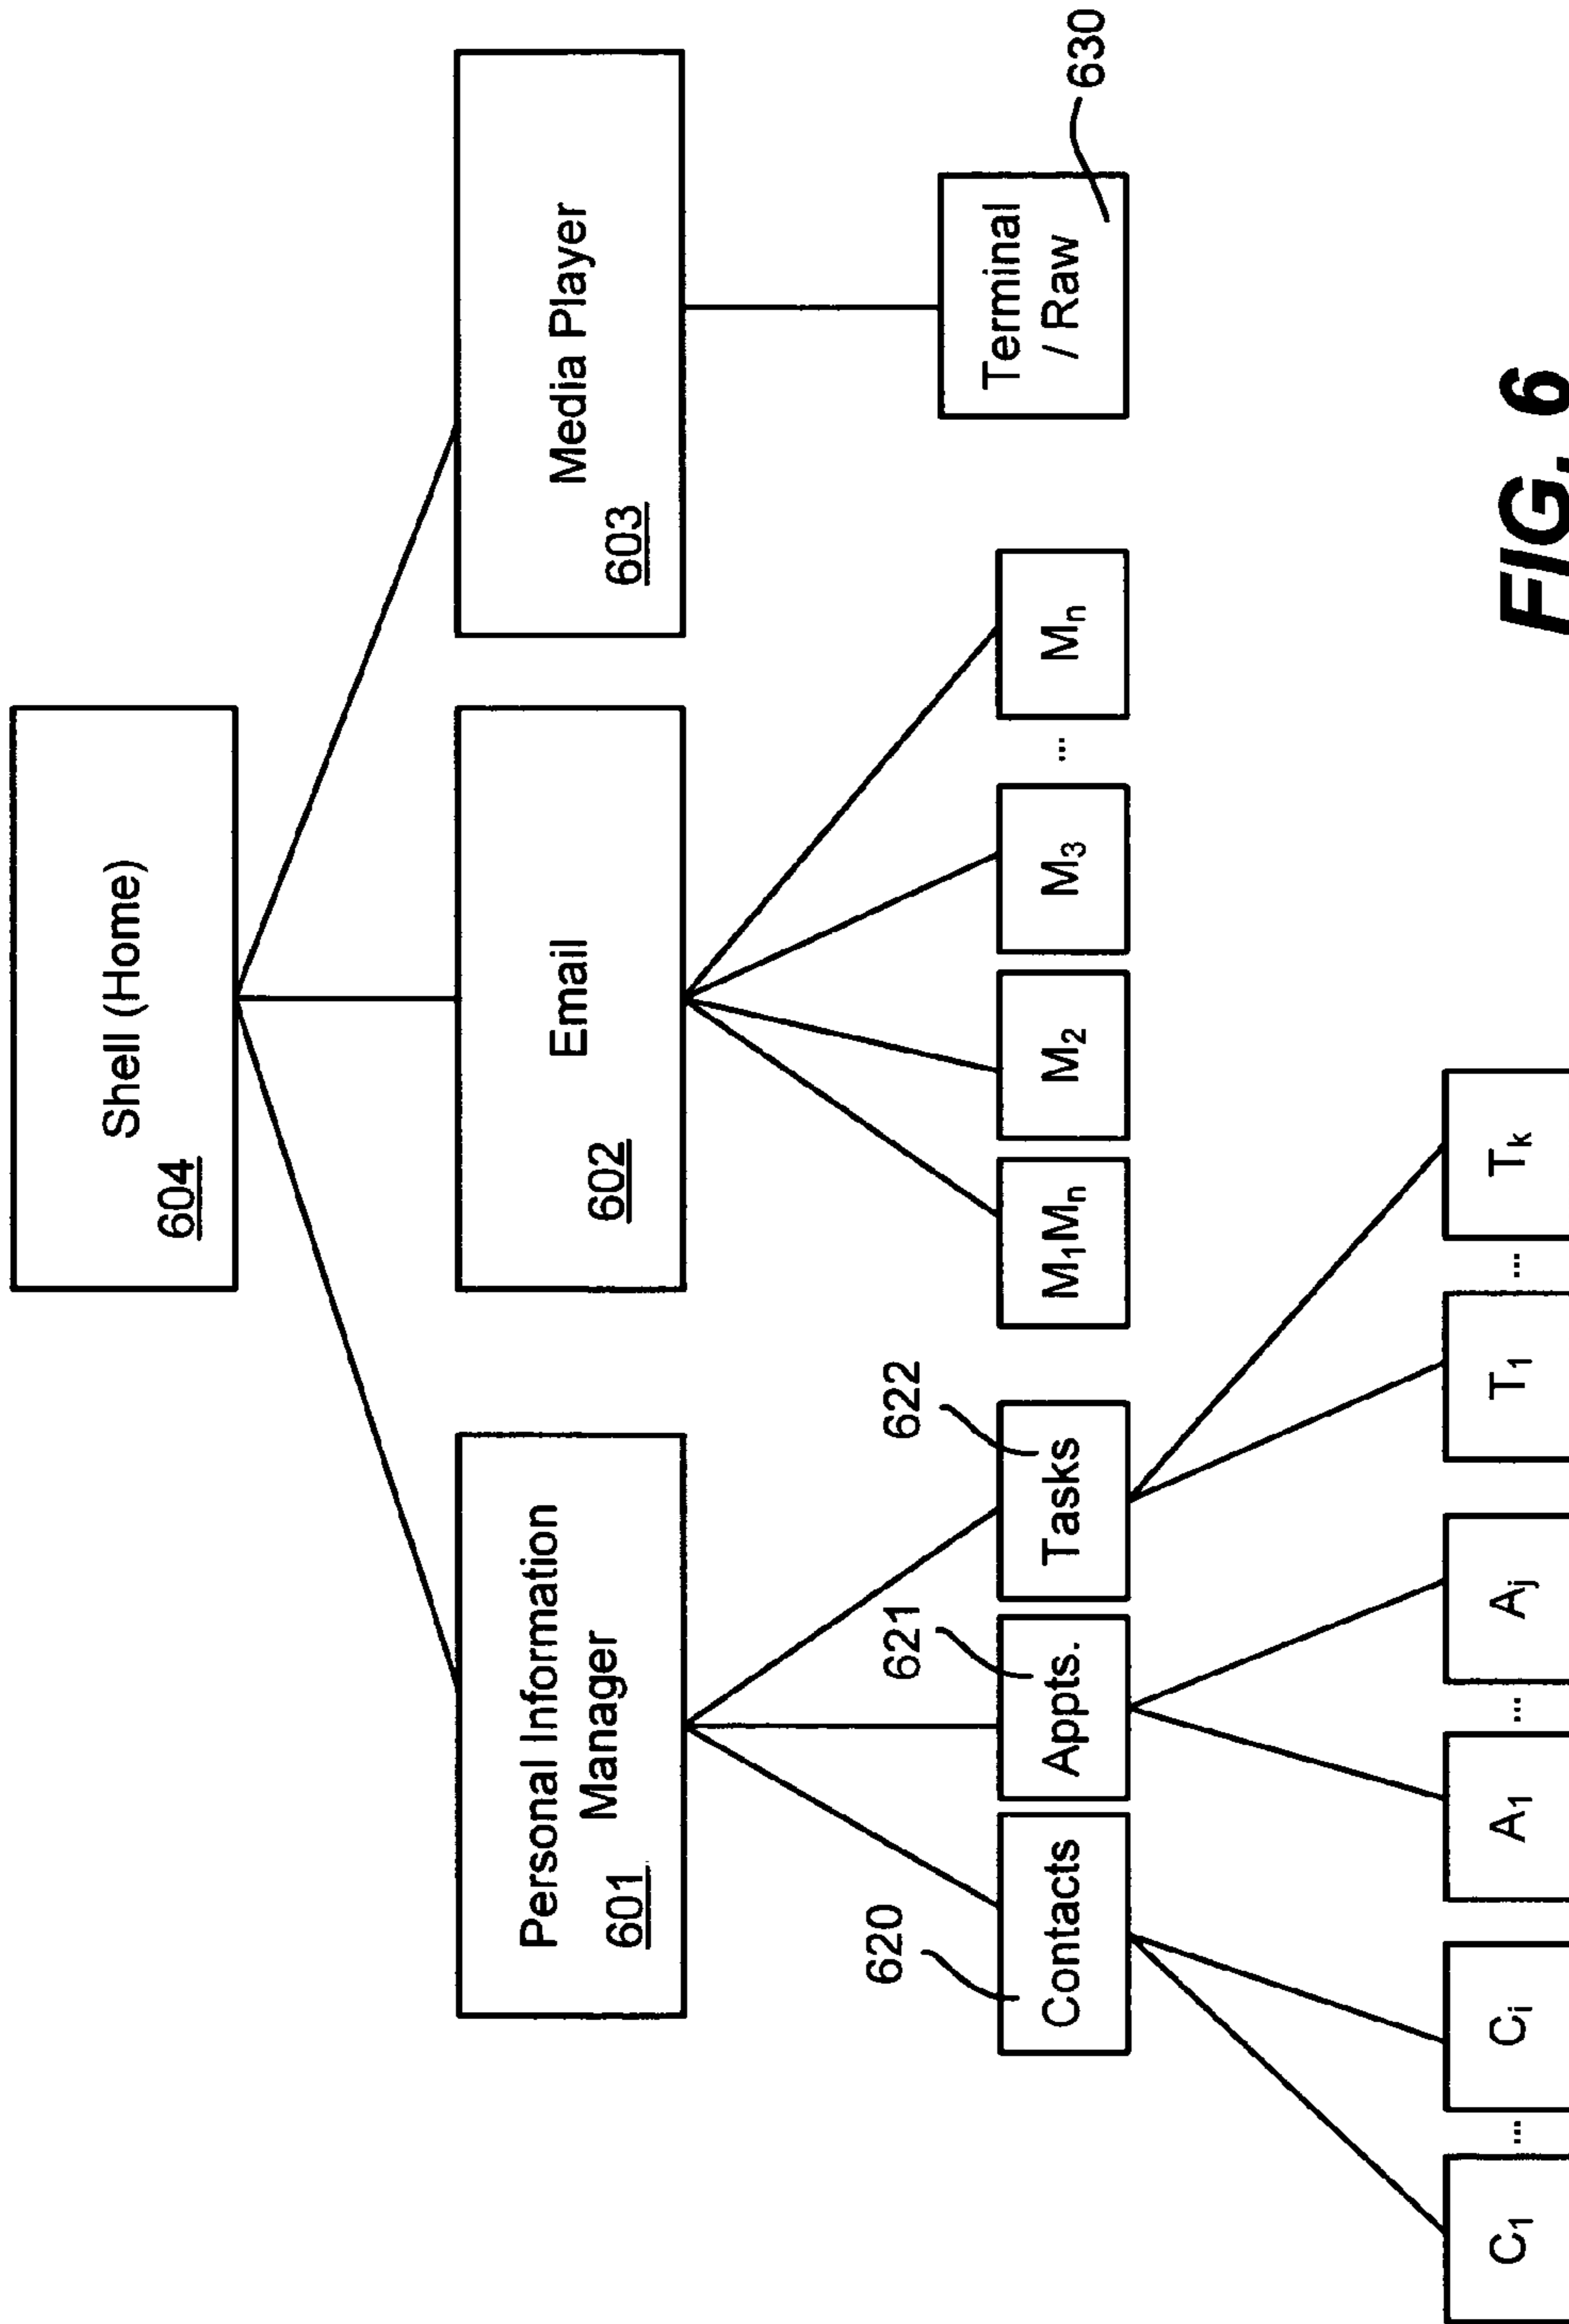 Shell (Home)
604
Personal Information
Manager
601
Email
602
Media Player
603
620
621
622
Contacts
Appts.
Tasks
M₁Mₙ
M₂
M₃
...
Mₙ
Terminal
/ Raw
630
C₁
...
Cᵢ
A₁
...
Aⱼ
T₁
...
Tₖ
FIG. 6